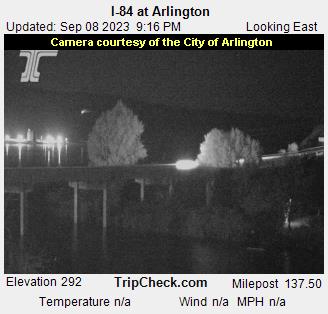 I-84 at Arlington
Updated: Sep 08 2023 9:16 PM Looking East
Camera courtesy of the City of Arlington
Elevation 292 TripCheck.com Milepost 137.50
Temperature n/a Wind n/a MPH n/a